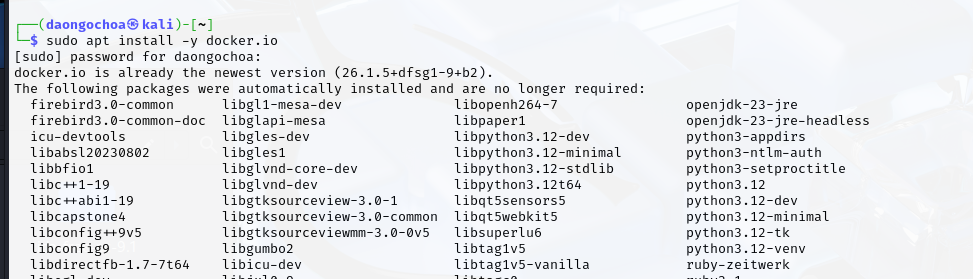 ┌──(daongochoa㉿kali)-[~]
└─$ sudo apt install -y docker.io
[sudo] password for daongochoa:
docker.io is already the newest version (26.1.5+dfsg1-9+b2).
The following packages were automatically installed and are no longer required:
  firebird3.0-common      libgl1-mesa-dev             libopenh264-7           openjdk-23-jre
  firebird3.0-common-doc  libglapi-mesa               libpaper1               openjdk-23-jre-headless
  icu-devtools            libgles-dev                 libpython3.12-dev       python3-appdirs
  libabsl20230802         libgles1                    libpython3.12-minimal   python3-ntlm-auth
  libbfio1                libglvnd-core-dev           libpython3.12-stdlib    python3-setproctitle
  libc++1-19              libglvnd-dev                libpython3.12t64        python3.12
  libc++abi1-19           libgtksourceview-3.0-1      libqt5sensors5          python3.12-dev
  libcapstone4            libgtksourceview-3.0-common libqt5webkit5           python3.12-minimal
  libconfig++9v5          libgtksourceviewmm-3.0-0v5  libsuperlu6             python3.12-tk
  libconfig9              libgumbo2                   libtag1v5               python3.12-venv
  libdirectfb-1.7-7t64    libicu-dev                  libtag1v5-vanilla       ruby-zeitwerk